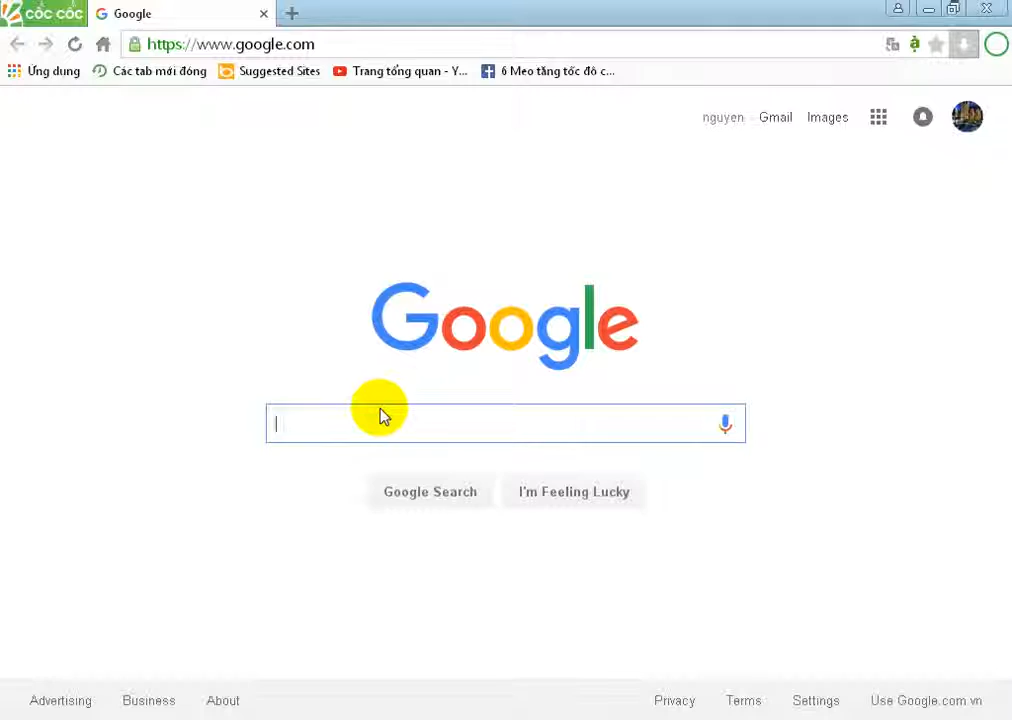 cốc cốc
Google
https://www.google.com
Ứng dụng
Các tab mới đóng
Suggested Sites
Trang tổng quan - Y...
6 Meo tăng tốc độ c...
nguyen
Gmail
Images
Google
Google Search
I'm Feeling Lucky
Advertising
Business
About
Privacy
Terms
Settings
Use Google.com.vn